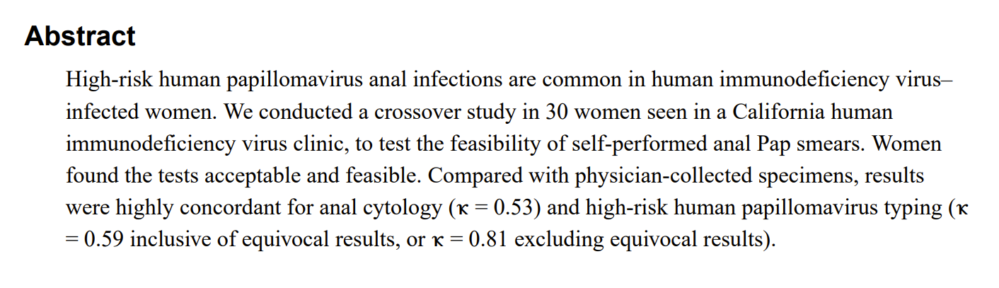 Abstract
High-risk human papillomavirus anal infections are common in human immunodeficiency virus–
infected women. We conducted a crossover study in 30 women seen in a California human
immunodeficiency virus clinic, to test the feasibility of self-performed anal Pap smears. Women
found the tests acceptable and feasible. Compared with physician-collected specimens, results
were highly concordant for anal cytology (κ = 0.53) and high-risk human papillomavirus typing (κ
= 0.59 inclusive of equivocal results, or κ = 0.81 excluding equivocal results).